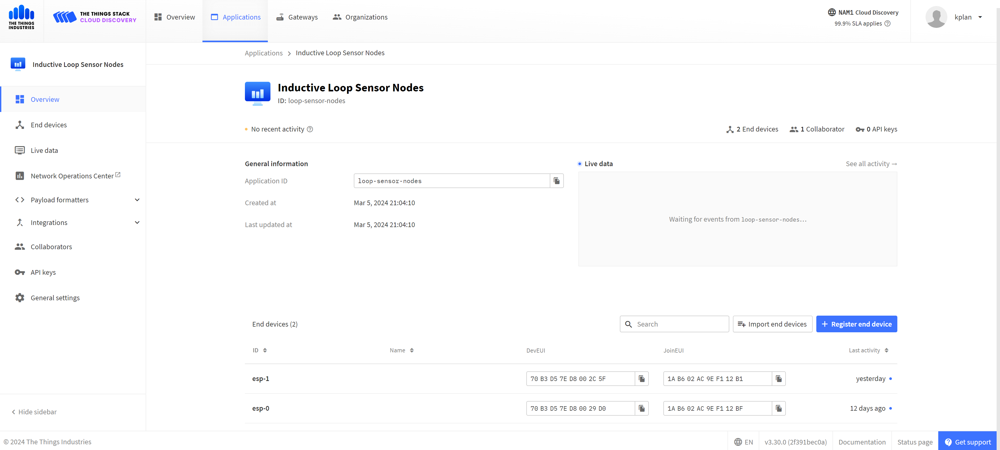 THE THINGS
INDUSTRIES
THE THINGS STACK
CLOUD DISCOVERY
Overview
Applications
Gateways
Organizations
NAM1 Cloud Discovery
99.9% SLA applies
kplan
Inductive Loop Sensor Nodes
Overview
End devices
Live data
Network Operations Center
Payload formatters
Integrations
Collaborators
API keys
General settings
Hide sidebar
Applications
Inductive Loop Sensor Nodes
Inductive Loop Sensor Nodes
ID: loop-sensor-nodes
No recent activity
2 End devices
1 Collaborator
0 API keys
General information
Application ID
loop-sensor-nodes
Created at
Mar 5, 2024 21:04:10
Last updated at
Mar 5, 2024 21:04:10
Live data
See all activity →
Waiting for events from loop-sensor-nodes...
End devices (2)
Search
Import end devices
+ Register end device
ID
Name
DevEUI
JoinEUI
Last activity
esp-1
70 B3 D5 7E D8 00 2C 5F
1A B6 02 AC 9E F1 12 B1
yesterday
esp-0
70 B3 D5 7E D8 00 29 D0
1A B6 02 AC 9E F1 12 BF
12 days ago
© 2024 The Things Industries
EN
v3.30.0 (2f391bec0a)
Documentation
Status page
Get support